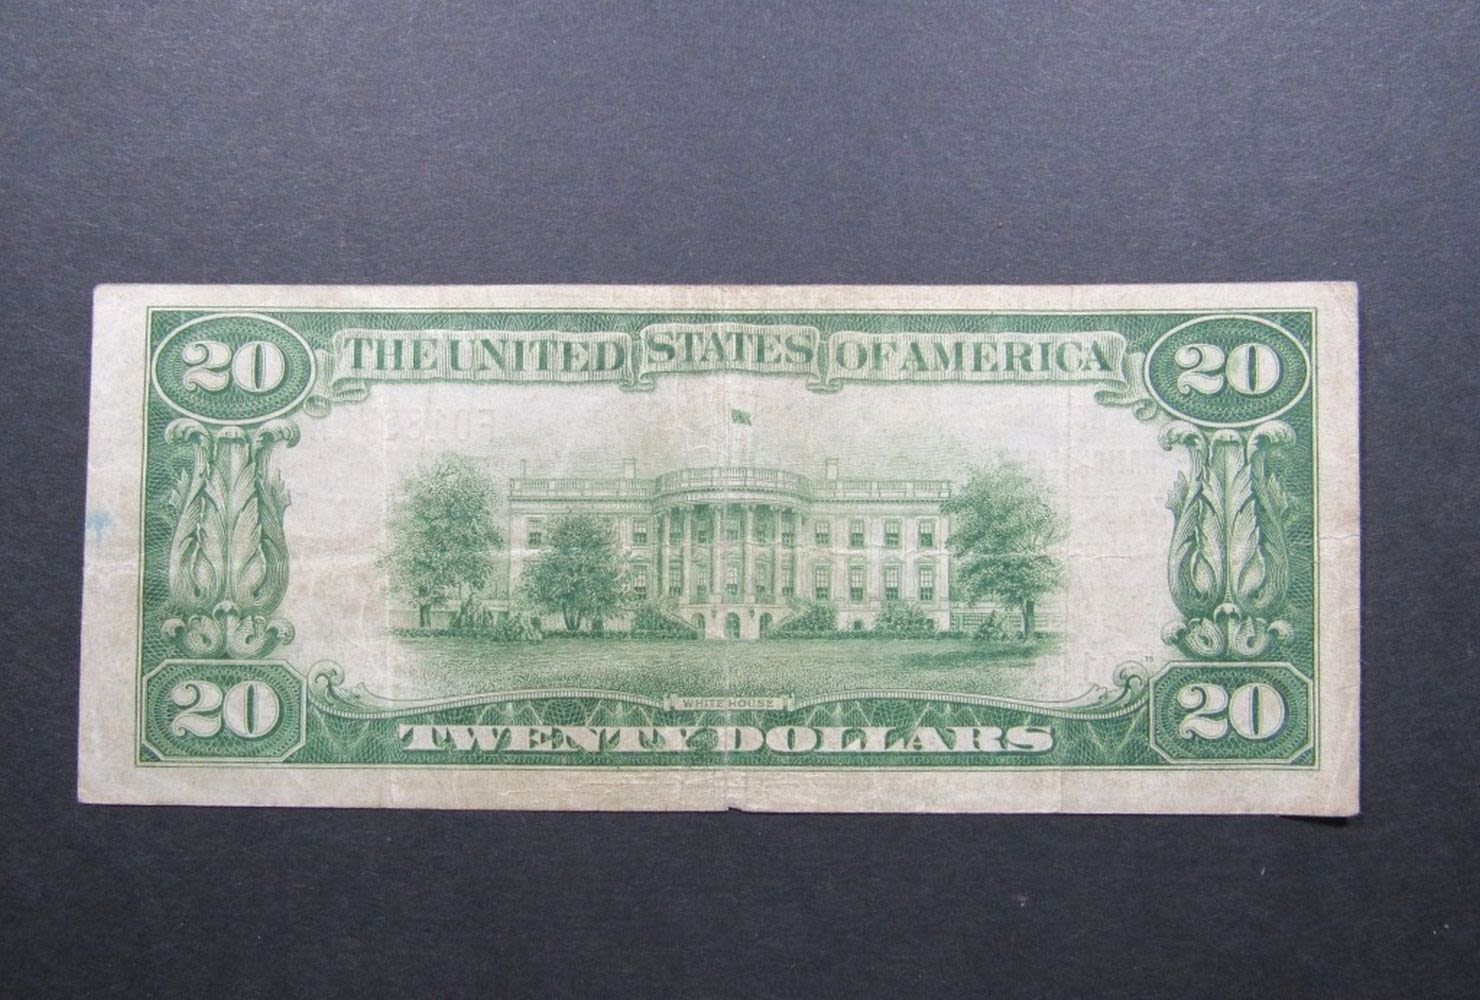 20 THE UNITED STATES OF AMERICA 20
WHITE HOUSE
20 TWENTY DOLLARS 20